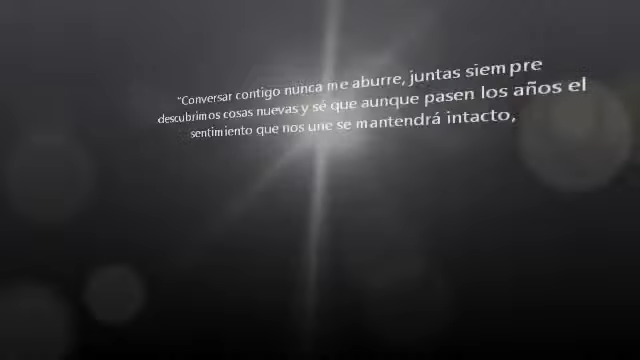 "Conversar contigo nunca me aburre, juntas siempre
descubrimos cosas nuevas y sé que aunque pasen los años el
sentimiento que nos une se mantendrá intacto,